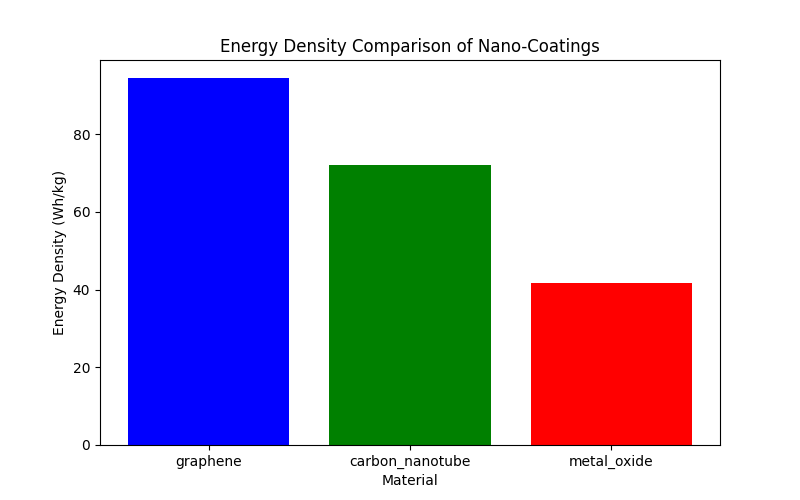 Energy Density Comparison of Nano-Coatings
Energy Density (Wh/kg)
80
60
40
20
0
graphene carbon_nanotube metal_oxide
Material